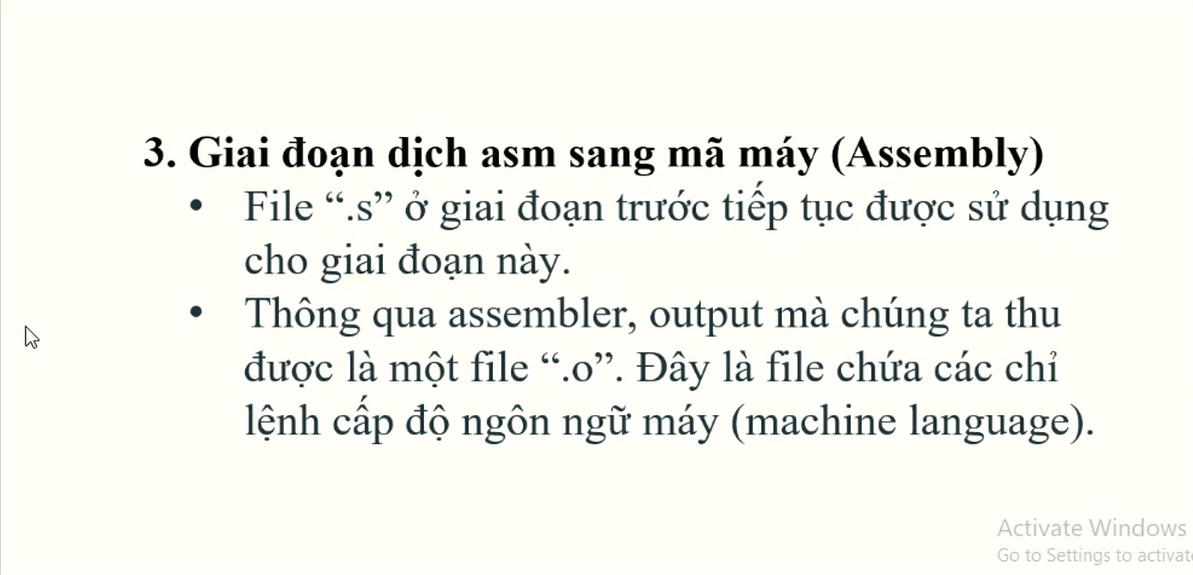 3. Giai đoạn dịch asm sang mã máy (Assembly)
• File “.s” ở giai đoạn trước tiếp tục được sử dụng
cho giai đoạn này.
• Thông qua assembler, output mà chúng ta thu
được là một file “.o”. Đây là file chứa các chỉ
lệnh cấp độ ngôn ngữ máy (machine language).
Activate Windows
Go to Settings to activat